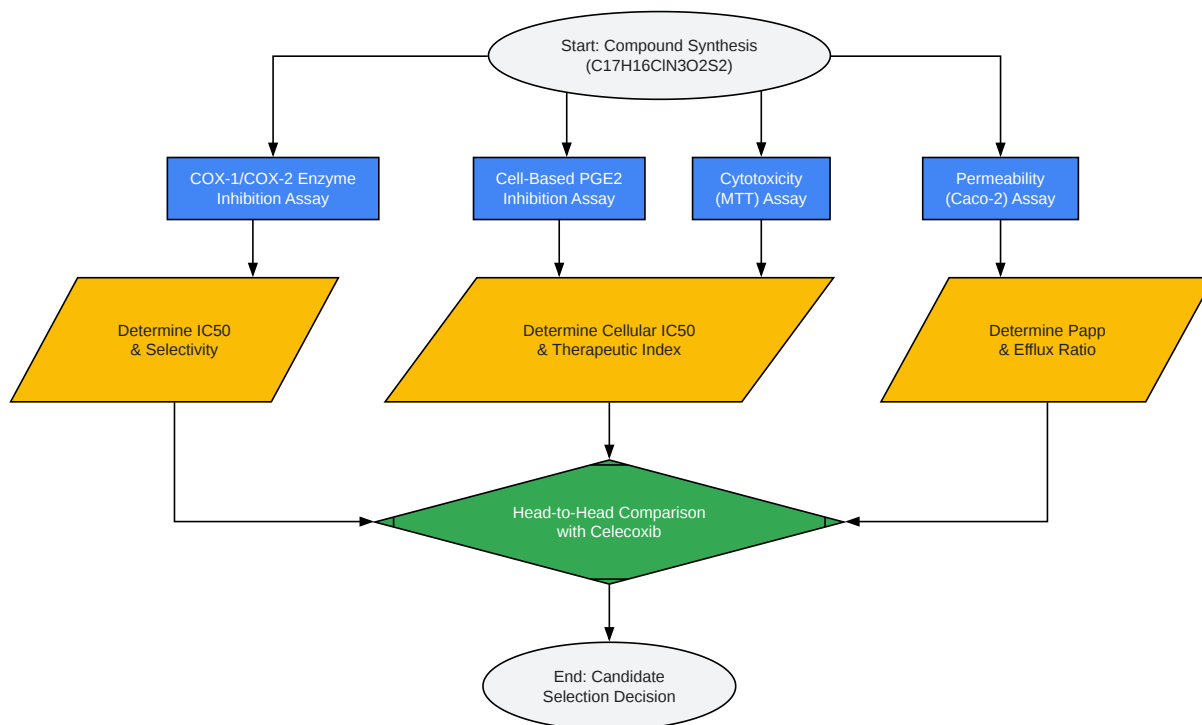 Start: Compound Synthesis
(C17H16ClN3O2S2)
COX-1/COX-2 Enzyme
Inhibition Assay
Cell-Based PGE2
Inhibition Assay
Cytotoxicity
(MTT) Assay
Permeability
(Caco-2) Assay
Determine IC50
& Selectivity
Determine Cellular IC50
& Therapeutic Index
Determine Papp
& Efflux Ratio
Head-to-Head Comparison
with Celecoxib
End: Candidate
Selection Decision